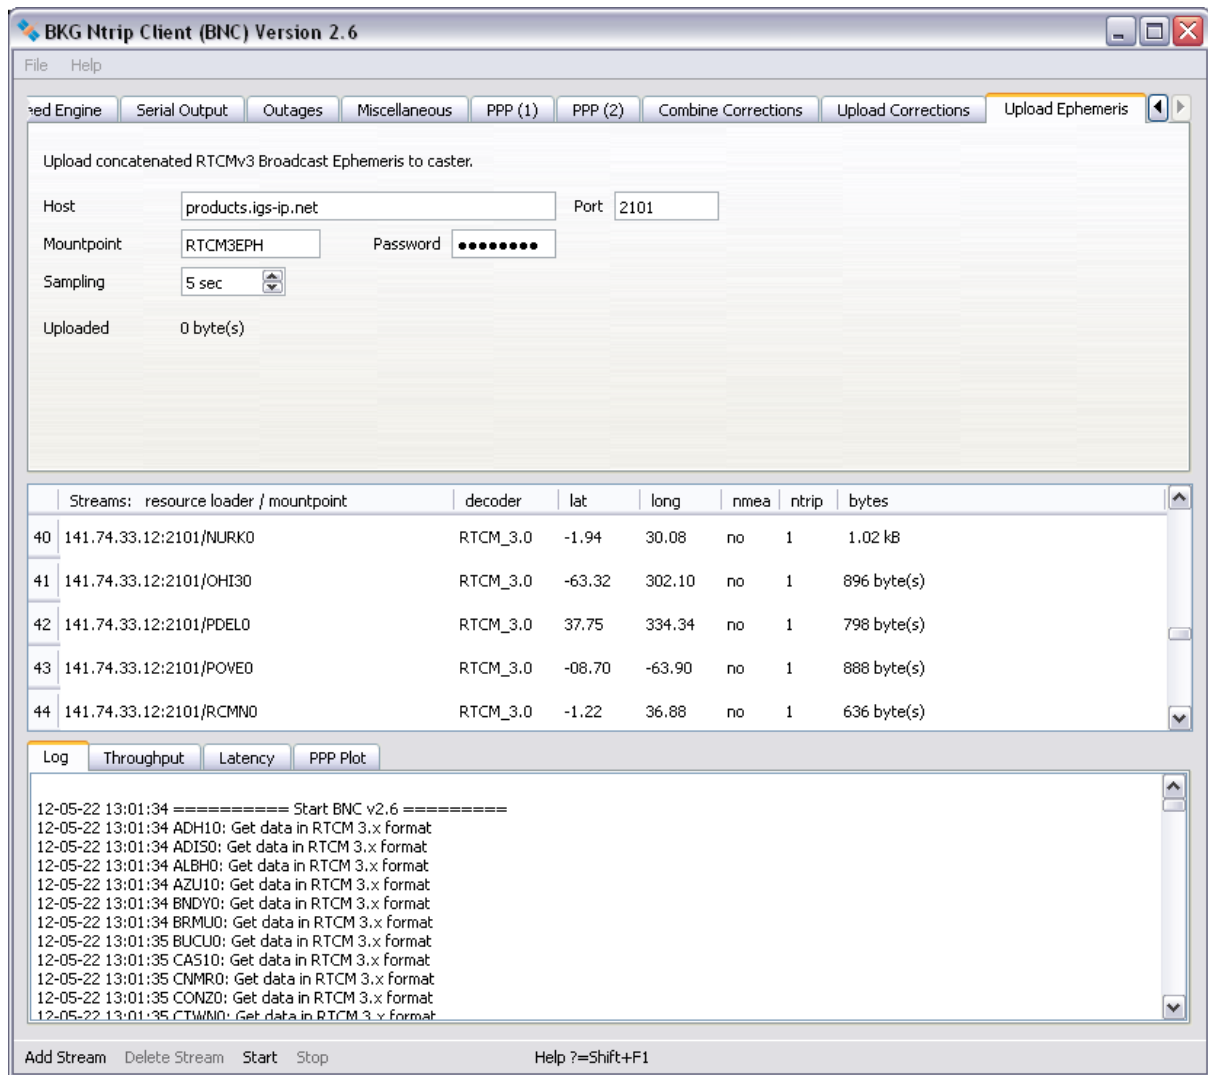 BKG Ntrip Client (BNC) Version 2.6
File Help
eed Engine Serial Output Outages Miscellaneous PPP (1) PPP (2) Combine Corrections Upload Corrections Upload Ephemeris
Upload concatenated RTCMv3 Broadcast Ephemeris to caster.
Host products.igs-ip.net Port 2101
Mountpoint RTCM3EPH Password ●●●●●●●●
Sampling 5 sec
Uploaded 0 byte(s)
Streams: resource loader / mountpoint decoder lat long nmea ntrip bytes
40 141.74.33.12:2101/NURK0 RTCM_3.0 -1.94 30.08 no 1 1.02 kB
41 141.74.33.12:2101/OHI30 RTCM_3.0 -63.32 302.10 no 1 896 byte(s)
42 141.74.33.12:2101/PDEL0 RTCM_3.0 37.75 334.34 no 1 798 byte(s)
43 141.74.33.12:2101/POVE0 RTCM_3.0 -08.70 -63.90 no 1 888 byte(s)
44 141.74.33.12:2101/RCMN0 RTCM_3.0 -1.22 36.88 no 1 636 byte(s)
Log Throughput Latency PPP Plot
12-05-22 13:01:34 ========== Start BNC v2.6 =========
12-05-22 13:01:34 ADH10: Get data in RTCM 3.x format
12-05-22 13:01:34 ADIS0: Get data in RTCM 3.x format
12-05-22 13:01:34 ALBH0: Get data in RTCM 3.x format
12-05-22 13:01:34 AZU10: Get data in RTCM 3.x format
12-05-22 13:01:34 BNDY0: Get data in RTCM 3.x format
12-05-22 13:01:34 BRMU0: Get data in RTCM 3.x format
12-05-22 13:01:35 BUCU0: Get data in RTCM 3.x format
12-05-22 13:01:35 CAS10: Get data in RTCM 3.x format
12-05-22 13:01:35 CNMR0: Get data in RTCM 3.x format
12-05-22 13:01:35 CONZ0: Get data in RTCM 3.x format
12-05-22 13:01:35 CTWN0: Get data in RTCM 3.x format
Add Stream Delete Stream Start Stop Help ?=Shift+F1